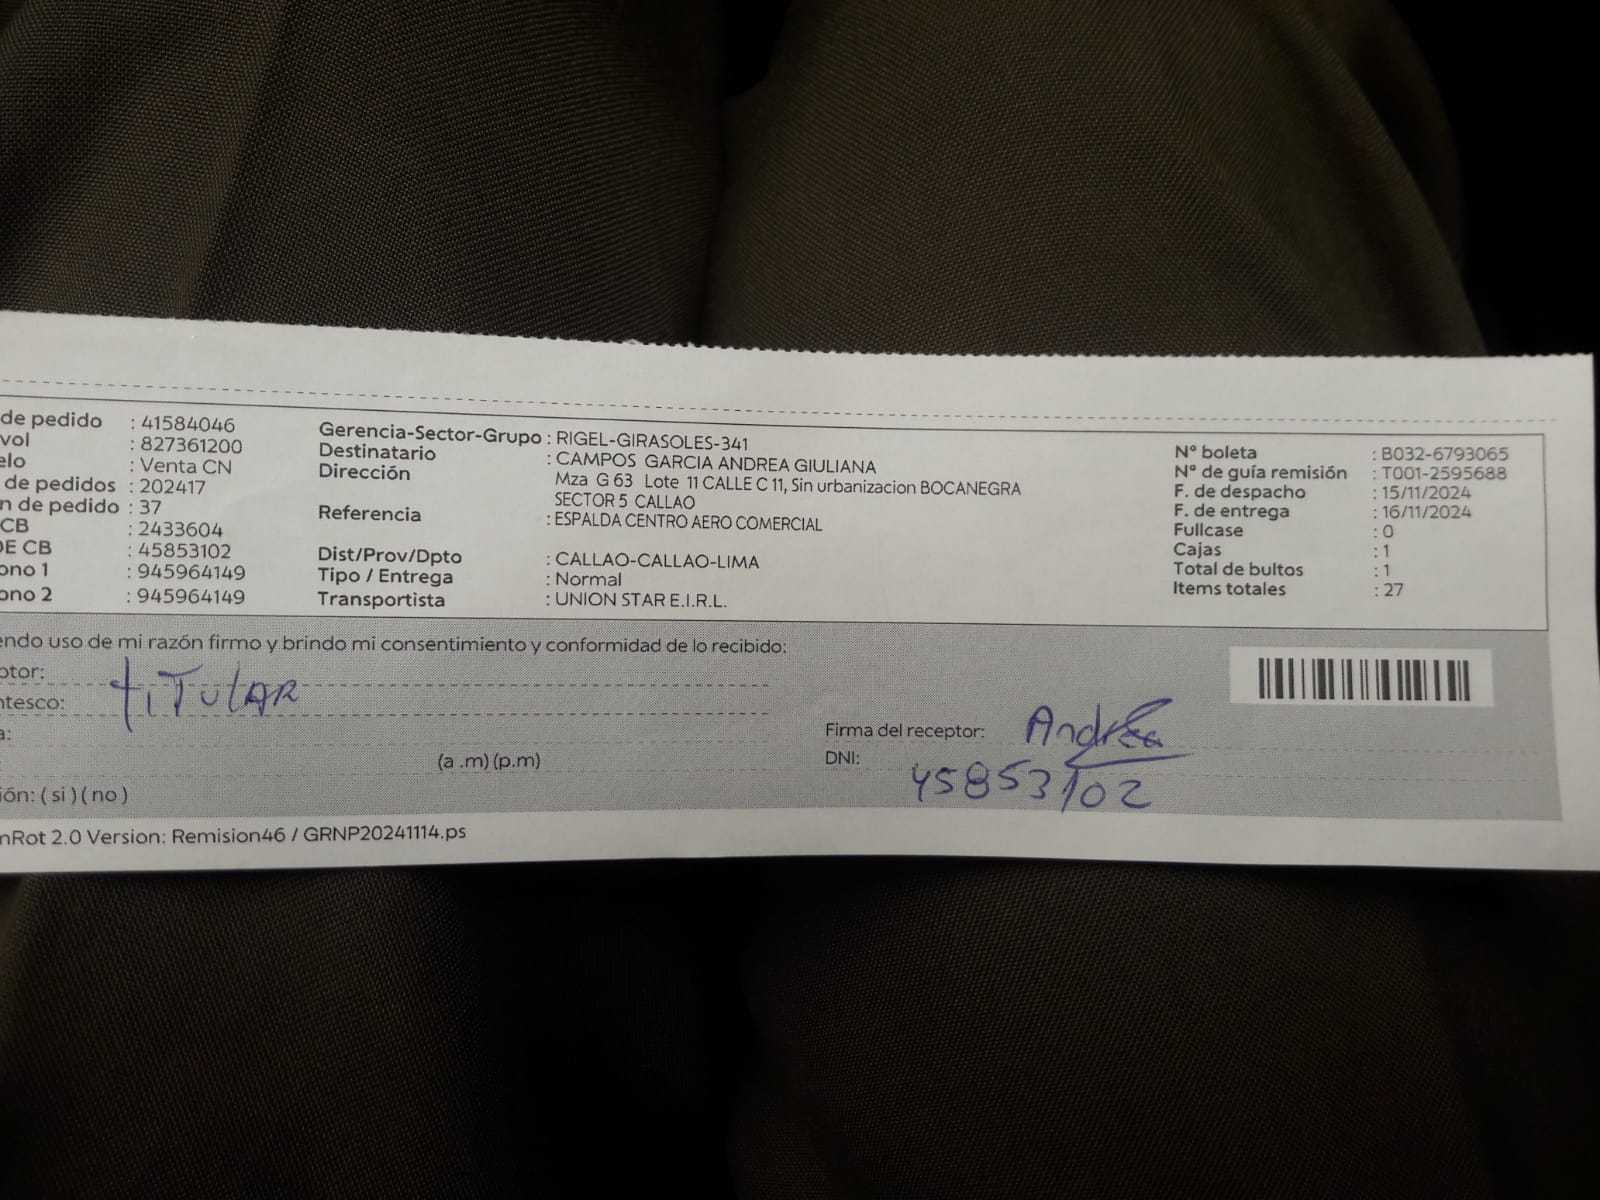 de pedido : 41584046
vol : 827361200
elo : Venta CN
de pedidos : 202417
n de pedido : 37
CB : 2433604
DE CB : 45853102
ono 1 : 945964149
ono 2 : 945964149
Gerencia-Sector-Grupo : RIGEL-GIRASOLES-341
Destinatario : CAMPOS GARCIA ANDREA GIULIANA
Dirección Mza G 63 Lote 11 CALLE C 11, Sin urbanizacion BOCANEGRA
SECTOR 5 CALLAO
Referencia : ESPALDA CENTRO AERO COMERCIAL
Dist/Prov/Dpto : CALLAO-CALLAO-LIMA
Tipo / Entrega : Normal
Transportista : UNION STAR E.I.R.L.
N° boleta : B032-6793065
N° de guía remisión : T001-2595688
F. de despacho : 15/11/2024
F. de entrega : 16/11/2024
Fullcase : 0
Cajas : 1
Total de bultos : 1
Items totales : 27
endo uso de mi razón firmo y brindo mi consentimiento y conformidad de lo recibido:
ptor:
ntesco: tiTulAR
a:
(a .m) (p.m)
ión: ( si ) ( no )
Firma del receptor: Andrea
DNI: 45853102
nRot 2.0 Version: Remision46 / GRNP20241114.ps